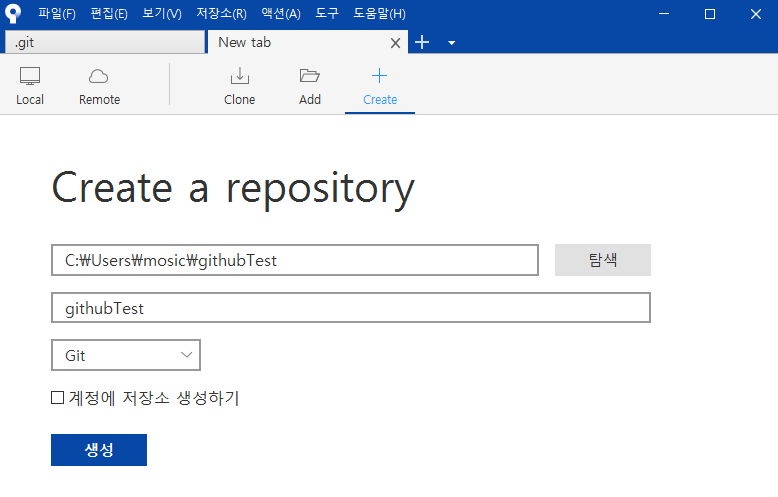 파일(F) 편집(E) 보기(V) 저장소(R) 액션(A) 도구 도움말(H)
.git New tab
Local Remote Clone Add Create
Create a repository
C:₩Users₩mosic₩githubTest 탐색
githubTest
Git
계정에 저장소 생성하기
생성